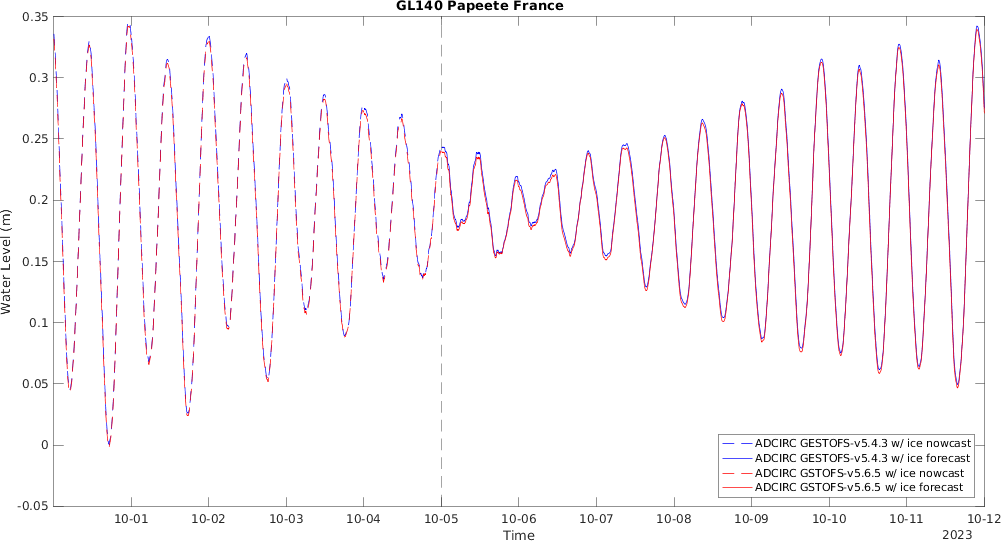 GL140 Papeete France
0.35
0.3
0.25
0.2
0.15
0.1
0.05
0
-0.05
Water Level (m)
ADCIRC GESTOFS-v5.4.3 w/ ice nowcast
ADCIRC GESTOFS-v5.4.3 w/ ice forecast
ADCIRC GSTOFS-v5.6.5 w/ ice nowcast
ADCIRC GSTOFS-v5.6.5 w/ ice forecast
10-01 10-02 10-03 10-04 10-05 10-06 10-07 10-08 10-09 10-10 10-11 10-12
Time
2023